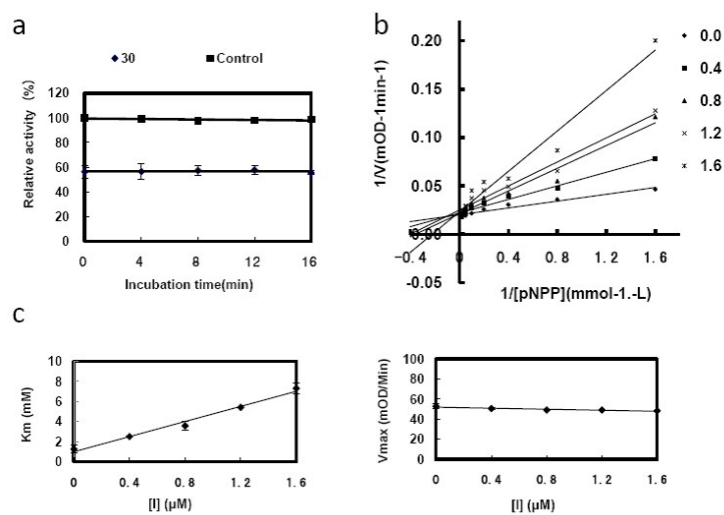 a
30
Control
Relative activity (%)
120
100
80
60
40
20
0
0 4 8 12 16
Incubation time(min)
b
1/V(mOD-1min-1)
0.20
0.15
0.10
0.05
0.00
-0.05
-0.4 0.0 0.4 0.8 1.2 1.6
1/[pNPP](mmol-1.-L)
0.0
0.4
0.8
1.2
1.6
c
Km (mM)
10
8
6
4
2
0
0 0.4 0.8 1.2 1.6
[I] (µM)
Vmax (mOD/Min)
100
80
60
40
20
0
0 0.4 0.8 1.2 1.6
[I] (µM)